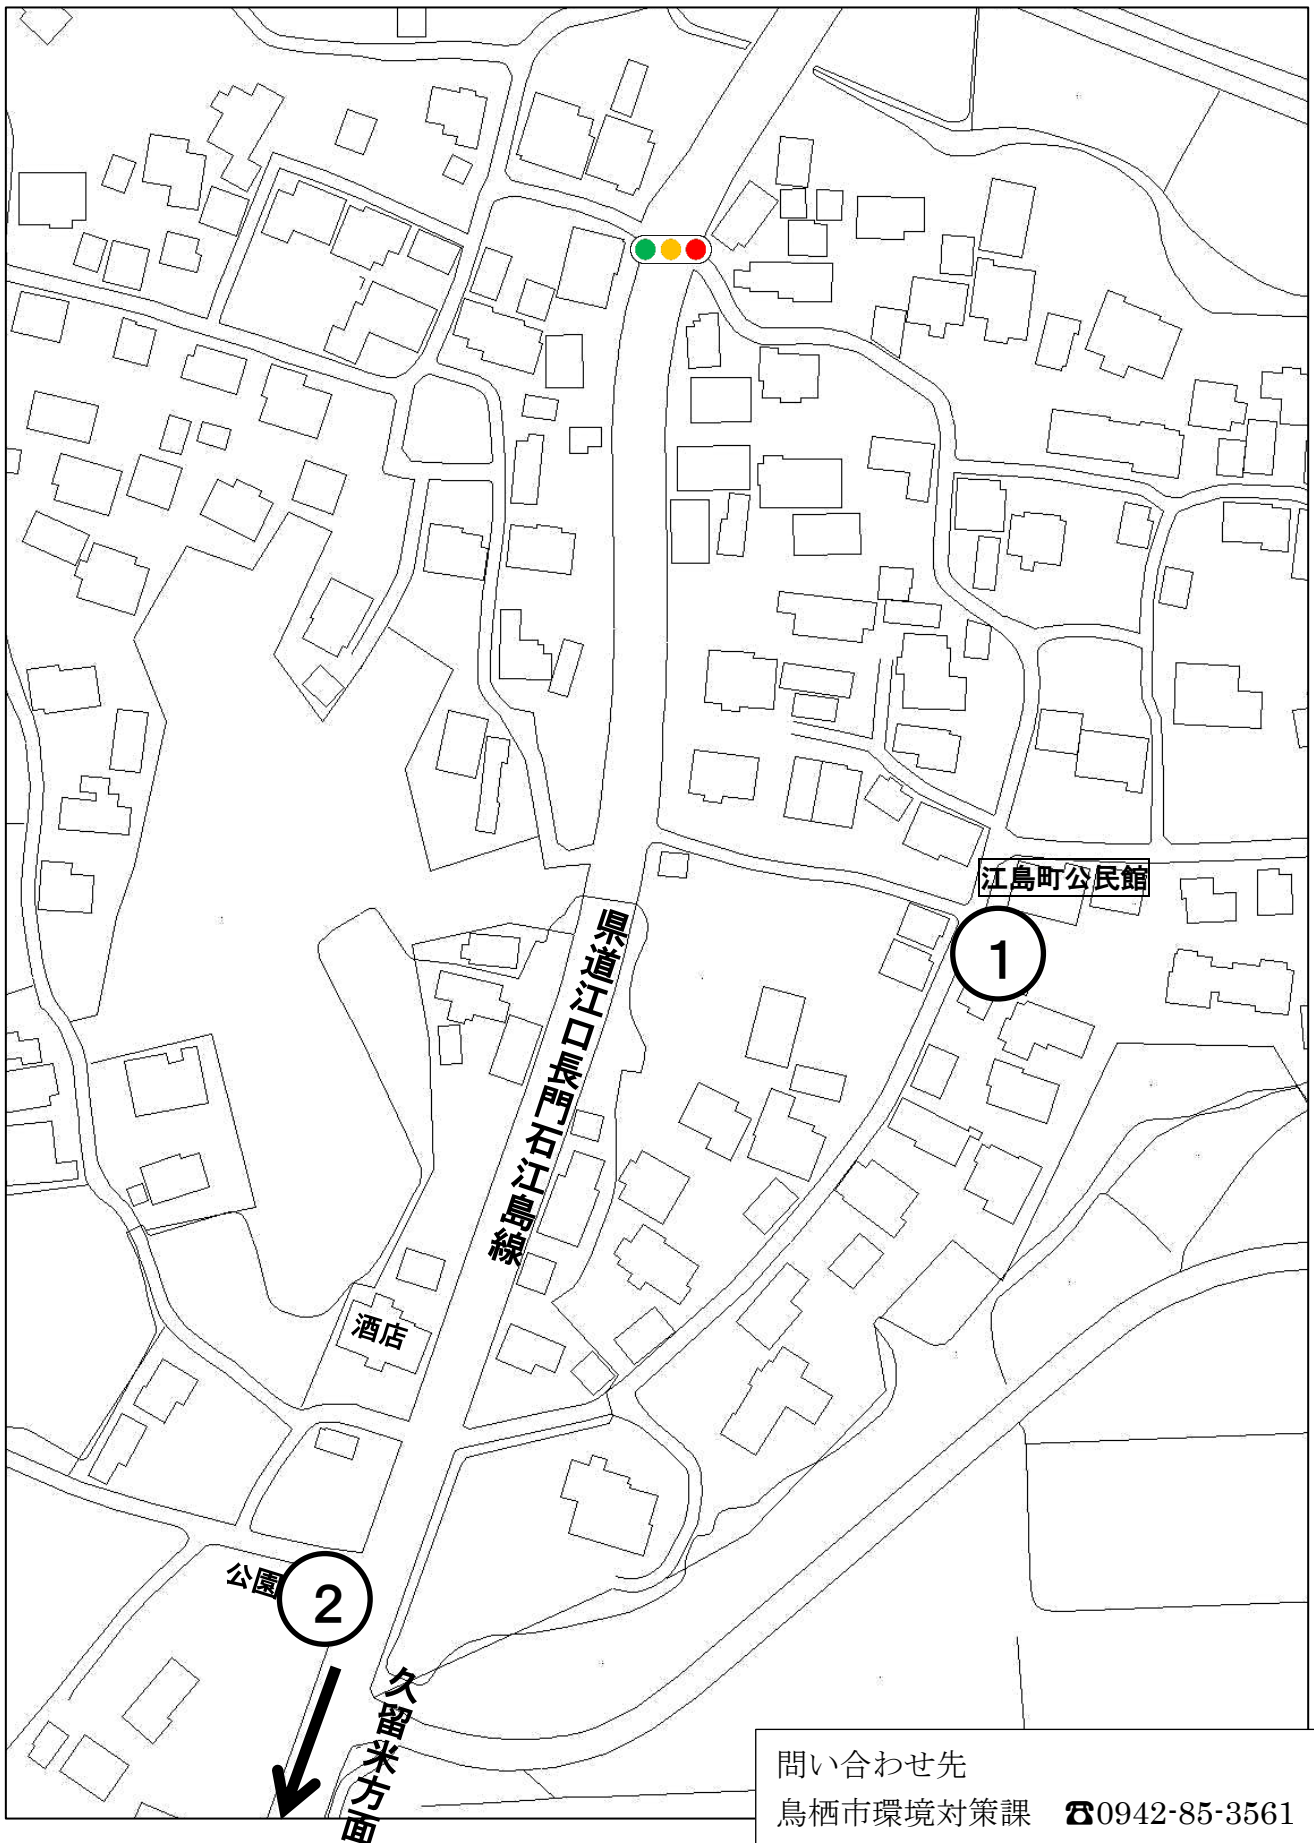 江島町公民館
①
県道江口長門石江島線
酒店
公園
②
久留米方面
問い合わせ先
鳥栖市環境対策課 ☎0942-85-3561